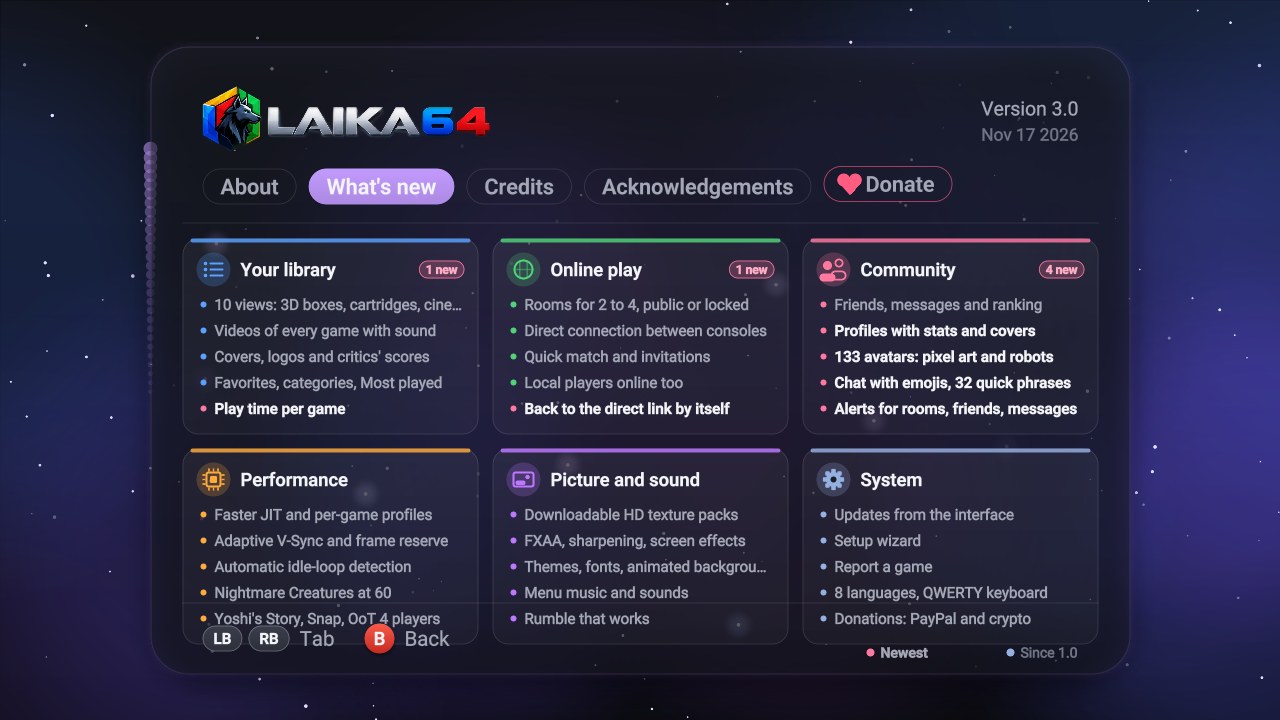 LAIKA64
Version 3.0
Nov 17 2026
About
What's new
Credits
Acknowledgements
Donate
Your library
1 new
10 views: 3D boxes, cartridges, cine...
Videos of every game with sound
Covers, logos and critics' scores
Favorites, categories, Most played
Play time per game
Online play
1 new
Rooms for 2 to 4, public or locked
Direct connection between consoles
Quick match and invitations
Local players online too
Back to the direct link by itself
Community
4 new
Friends, messages and ranking
Profiles with stats and covers
133 avatars: pixel art and robots
Chat with emojis, 32 quick phrases
Alerts for rooms, friends, messages
Performance
Faster JIT and per-game profiles
Adaptive V-Sync and frame reserve
Automatic idle-loop detection
Nightmare Creatures at 60
Yoshi's Story, Snap, OoT 4 players
Picture and sound
Downloadable HD texture packs
FXAA, sharpening, screen effects
Themes, fonts, animated backgrou...
Menu music and sounds
Rumble that works
System
Updates from the interface
Setup wizard
Report a game
8 languages, QWERTY keyboard
Donations: PayPal and crypto
LB RB Tab B Back
Newest
Since 1.0